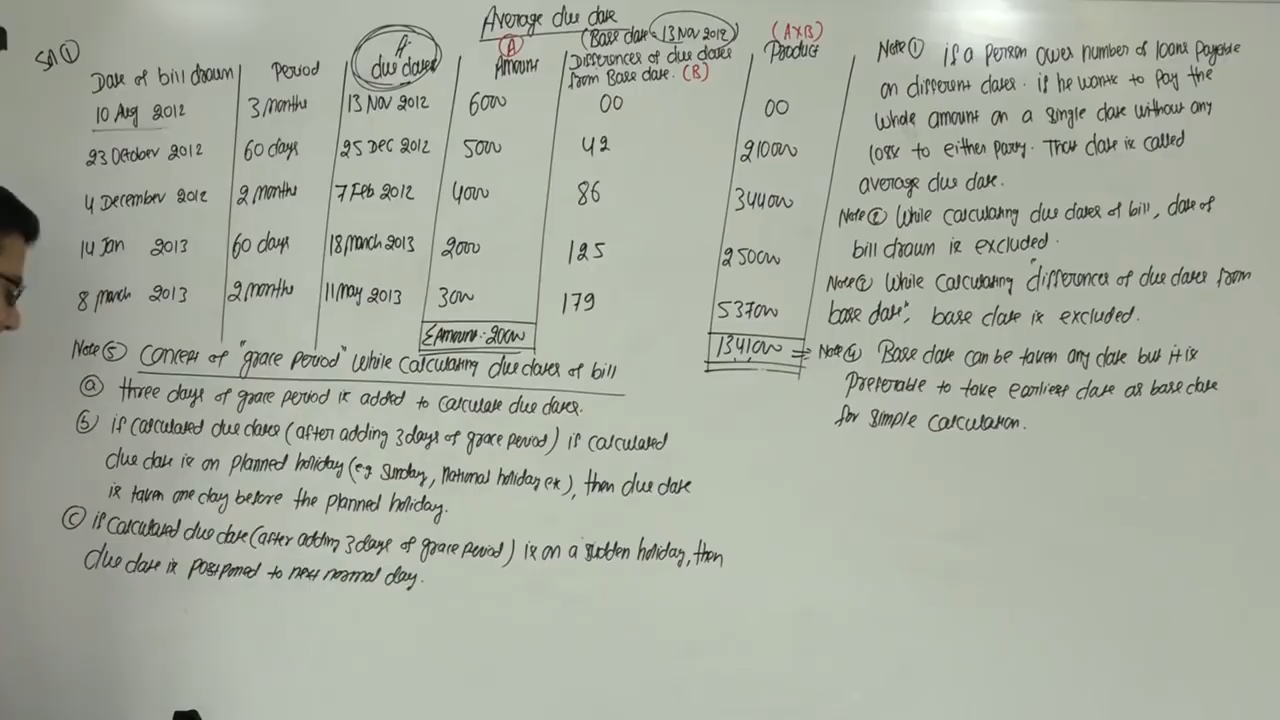 Average due date
(Base date - 13 Nov 2012)
Sol ①
Date of bill drawn Period A. due dates (A) Amount Differences of due dates from Base date. (B) (A×B) Product
10 Aug 2012 3 months 13 Nov 2012 6000 00 00
23 October 2012 60 days 25 Dec 2012 5000 42 210000
4 December 2012 2 months 7 Feb 2012 4000 86 344000
14 Jan 2013 60 days 18 March 2013 2000 125 250000
8 march 2013 2 months 11 may 2013 3000 179 537000
ΣAmount = 20000 1341000
Note ⑤ Concept of "grace period" While calculating due dates of bill
ⓐ three days of grace period is added to calculate due dates.
ⓑ if calculated due dates (after adding 3 days of grace period) if calculated
due date is on planned holiday (e.g Sunday, National holiday ex), then due date
is taken one day before the planned holiday.
ⓒ if calculated due date (after adding 3 days of grace period) is on a sudden holiday, then
due date is postponed to next normal day.
Note ① if a person owes number of loans payable
on different dates. if he wants to pay the
whole amount on a single date without any
loss to either party. That date is called
average due date.
Note ② While calculating due dates of bill, date of
bill drawn is excluded.
Note ③ While calculating "differences of due dates from
base date", base date is excluded.
Note ④ Base date can be taken any date but it is
preferable to take earliest date as base date
for simple calculation.